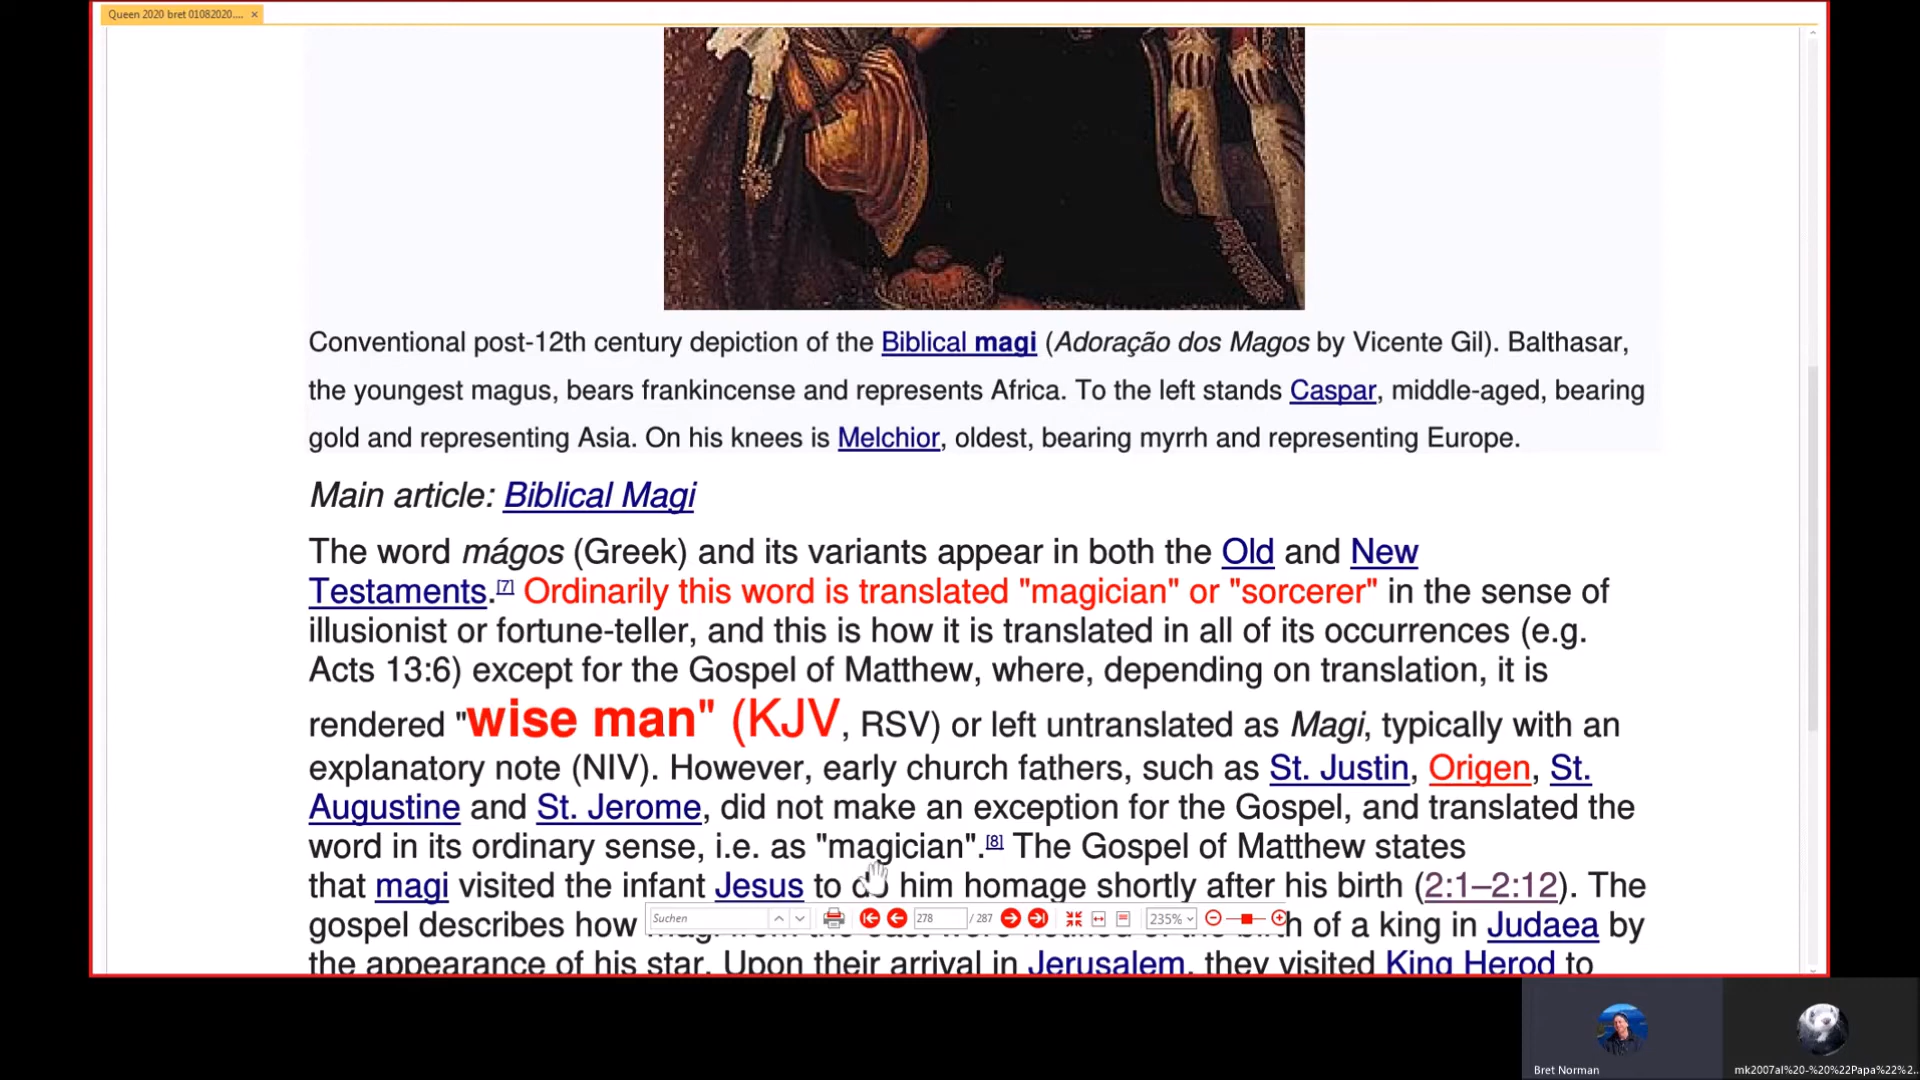 Queen 2020 bret 01082020.... ×
Conventional post-12th century depiction of the Biblical magi (Adoração dos Magos by Vicente Gil). Balthasar,
the youngest magus, bears frankincense and represents Africa. To the left stands Caspar, middle-aged, bearing
gold and representing Asia. On his knees is Melchior, oldest, bearing myrrh and representing Europe.
Main article: Biblical Magi
The word mágos (Greek) and its variants appear in both the Old and New
Testaments.[7] Ordinarily this word is translated "magician" or "sorcerer" in the sense of
illusionist or fortune-teller, and this is how it is translated in all of its occurrences (e.g.
Acts 13:6) except for the Gospel of Matthew, where, depending on translation, it is
rendered "wise man" (KJV, RSV) or left untranslated as Magi, typically with an
explanatory note (NIV). However, early church fathers, such as St. Justin, Origen, St.
Augustine and St. Jerome, did not make an exception for the Gospel, and translated the
word in its ordinary sense, i.e. as "magician".[8] The Gospel of Matthew states
that magi visited the infant Jesus to do him homage shortly after his birth (2:1–2:12). The
gospel describes how h of a king in Judaea by
Suchen 278 / 287 235%
the appearance of his star. Upon their arrival in Jerusalem, they visited King Herod to
Bret Norman
mk2007al%20-%20%22Papa%22%2...